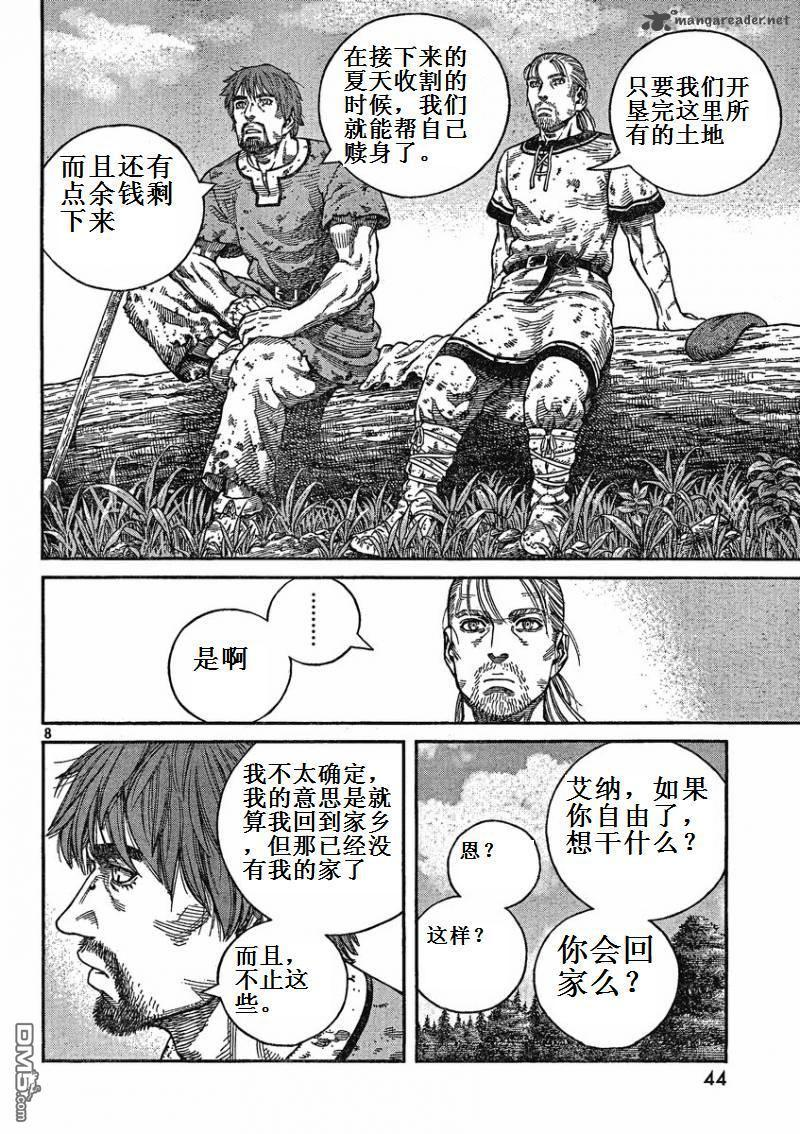 mangareader.net
只要我们开
垦完这里所
有的土地
在接下来的
夏天收割的
时候，我们
就能帮自己
赎身了。
而且还有
点余钱剩
下来
………
是啊
8
艾纳，如果
你自由了，
想干什么？
恩？
你会回
家么？
这样？
我不太确定，
我的意思是就
算我回到家乡
，但那已经没
有我的家了
而且，
不止这
些。
44
DM5.com